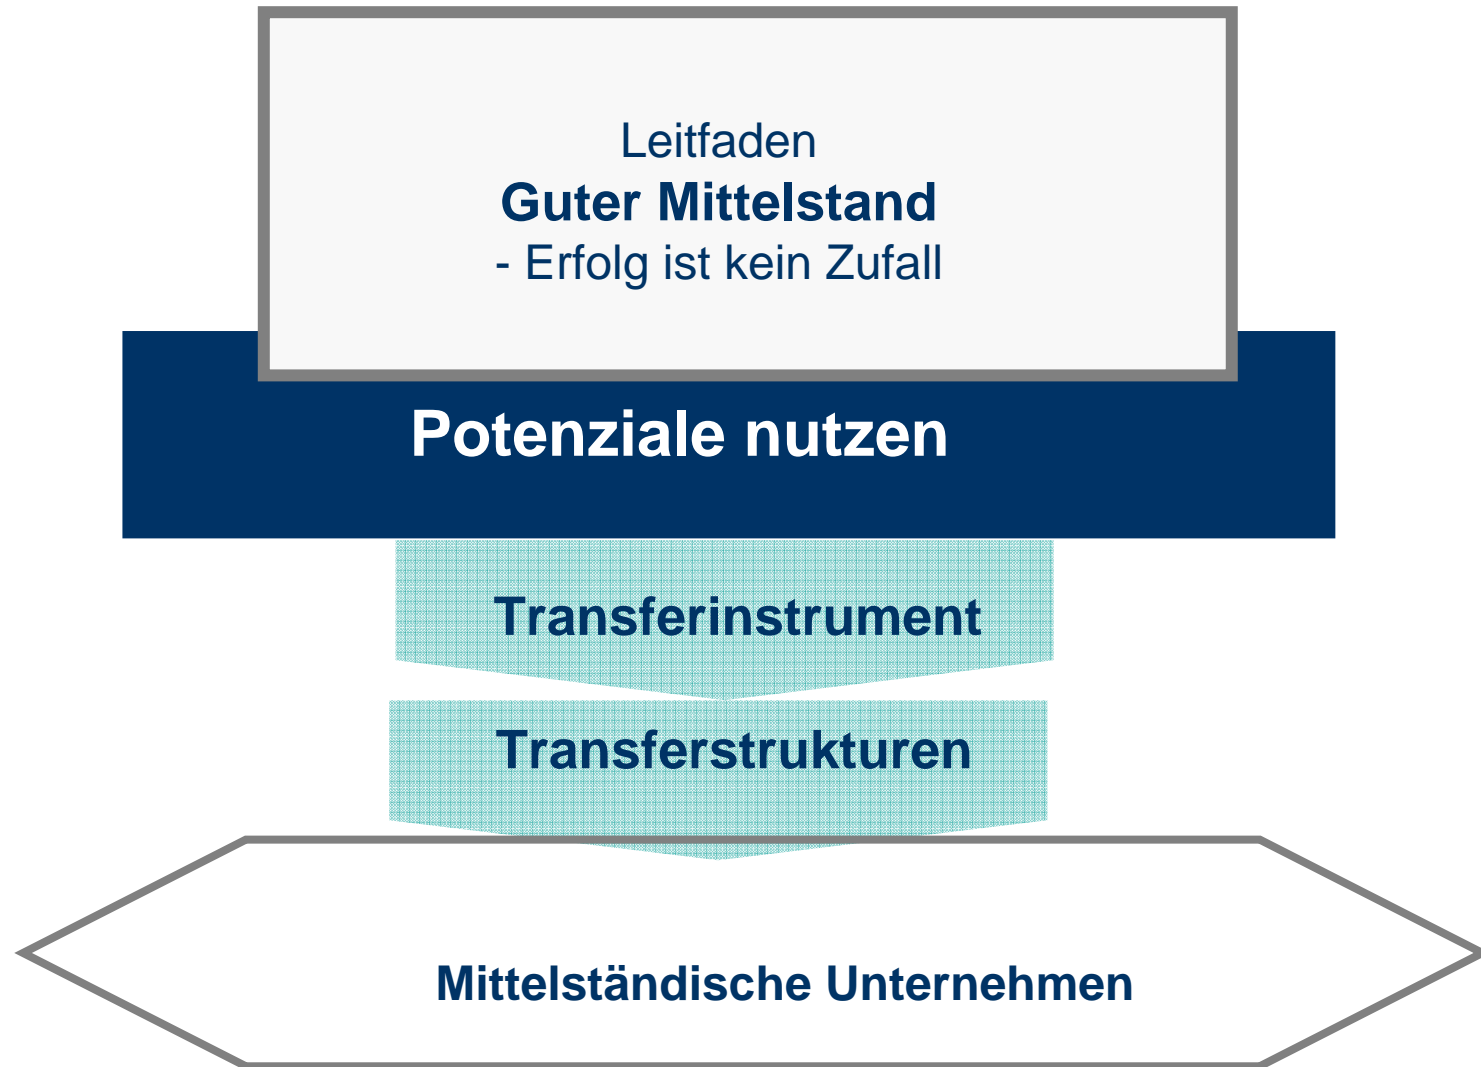 Leitfaden
Guter Mittelstand
- Erfolg ist kein Zufall
Potenziale nutzen
Transferinstrument
Transferstrukturen
Mittelständische Unternehmen